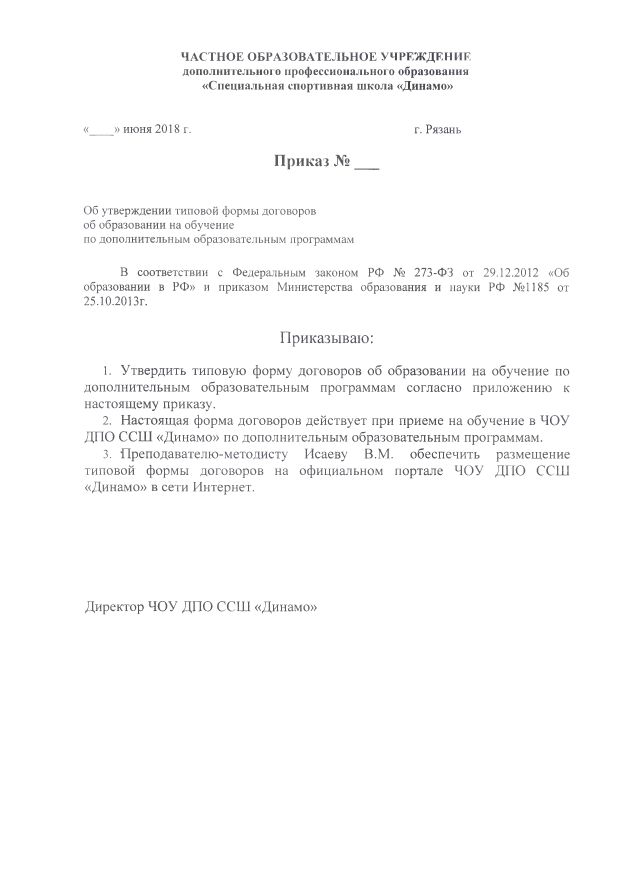 ЧАСТНОЕ ОБРАЗОВАТЕЛЬНОЕ УЧРЕЖДЕНИЕ
дополнительного профессионального образования
«Специальная спортивная школа «Динамо»
«____» июня 2018 г. г. Рязань
Приказ № ___
Об утверждении типовой формы договоров
об образовании на обучение
по дополнительным образовательным программам
В соответствии с Федеральным законом РФ № 273-ФЗ от 29.12.2012 «Об
образовании в РФ» и приказом Министерства образования и науки РФ №1185 от
25.10.2013г.
Приказываю:
1. Утвердить типовую форму договоров об образовании на обучение по
дополнительным образовательным программам согласно приложению к
настоящему приказу.
2. Настоящая форма договоров действует при приеме на обучение в ЧОУ
ДПО ССШ «Динамо» по дополнительным образовательным программам.
3. Преподавателю-методисту Исаеву В.М. обеспечить размещение
типовой формы договоров на официальном портале ЧОУ ДПО ССШ
«Динамо» в сети Интернет.
Директор ЧОУ ДПО ССШ «Динамо»